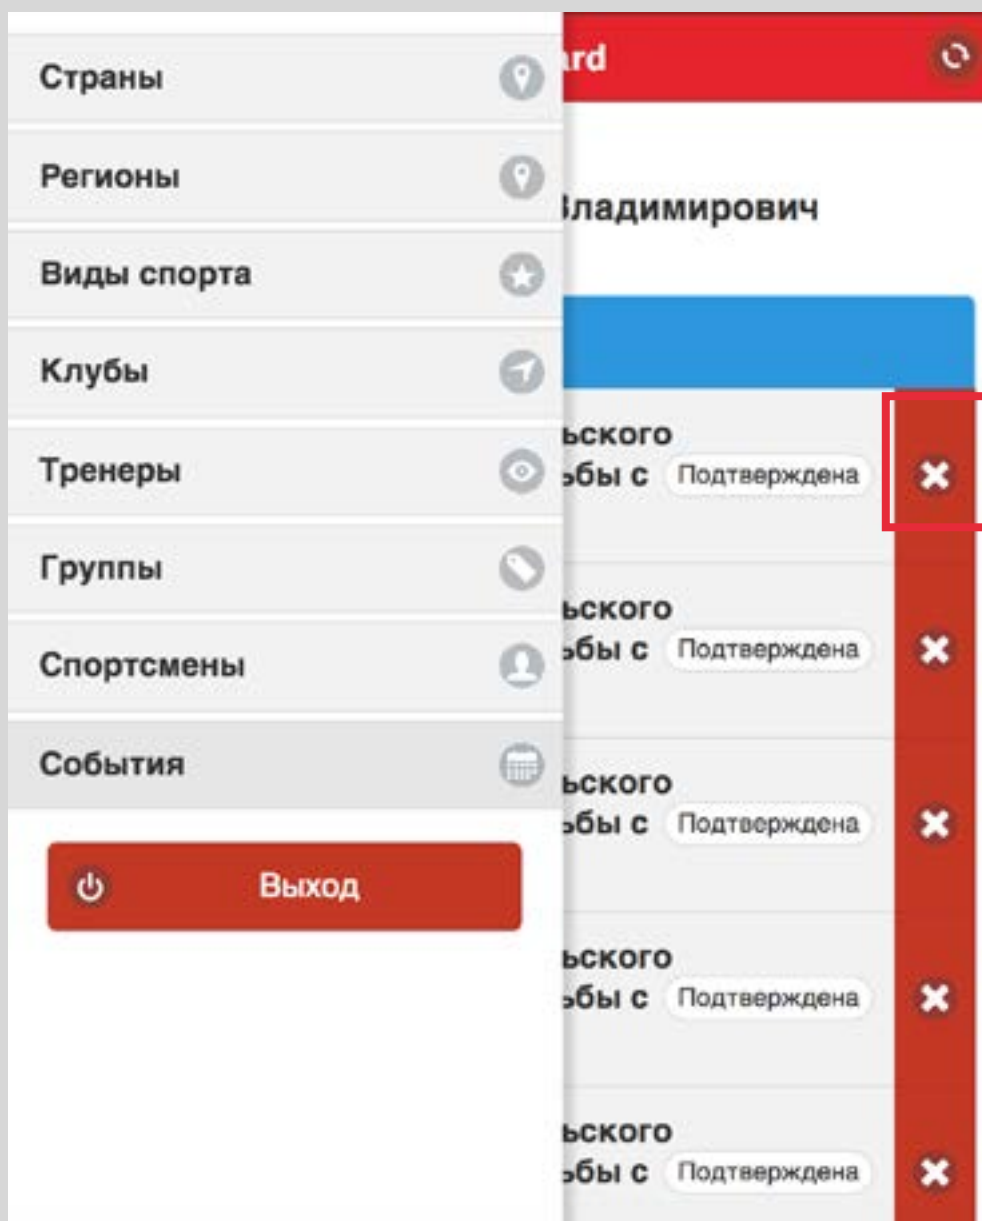 Страны
Регионы
Виды спорта
Клубы
Тренеры
Группы
Спортсмены
События
Выход
ard
Владимирович
ьского
ьбы с Подтверждена
ьского
ьбы с Подтверждена
ьского
ьбы с Подтверждена
ьского
ьбы с Подтверждена
ьского
ьбы с Подтверждена